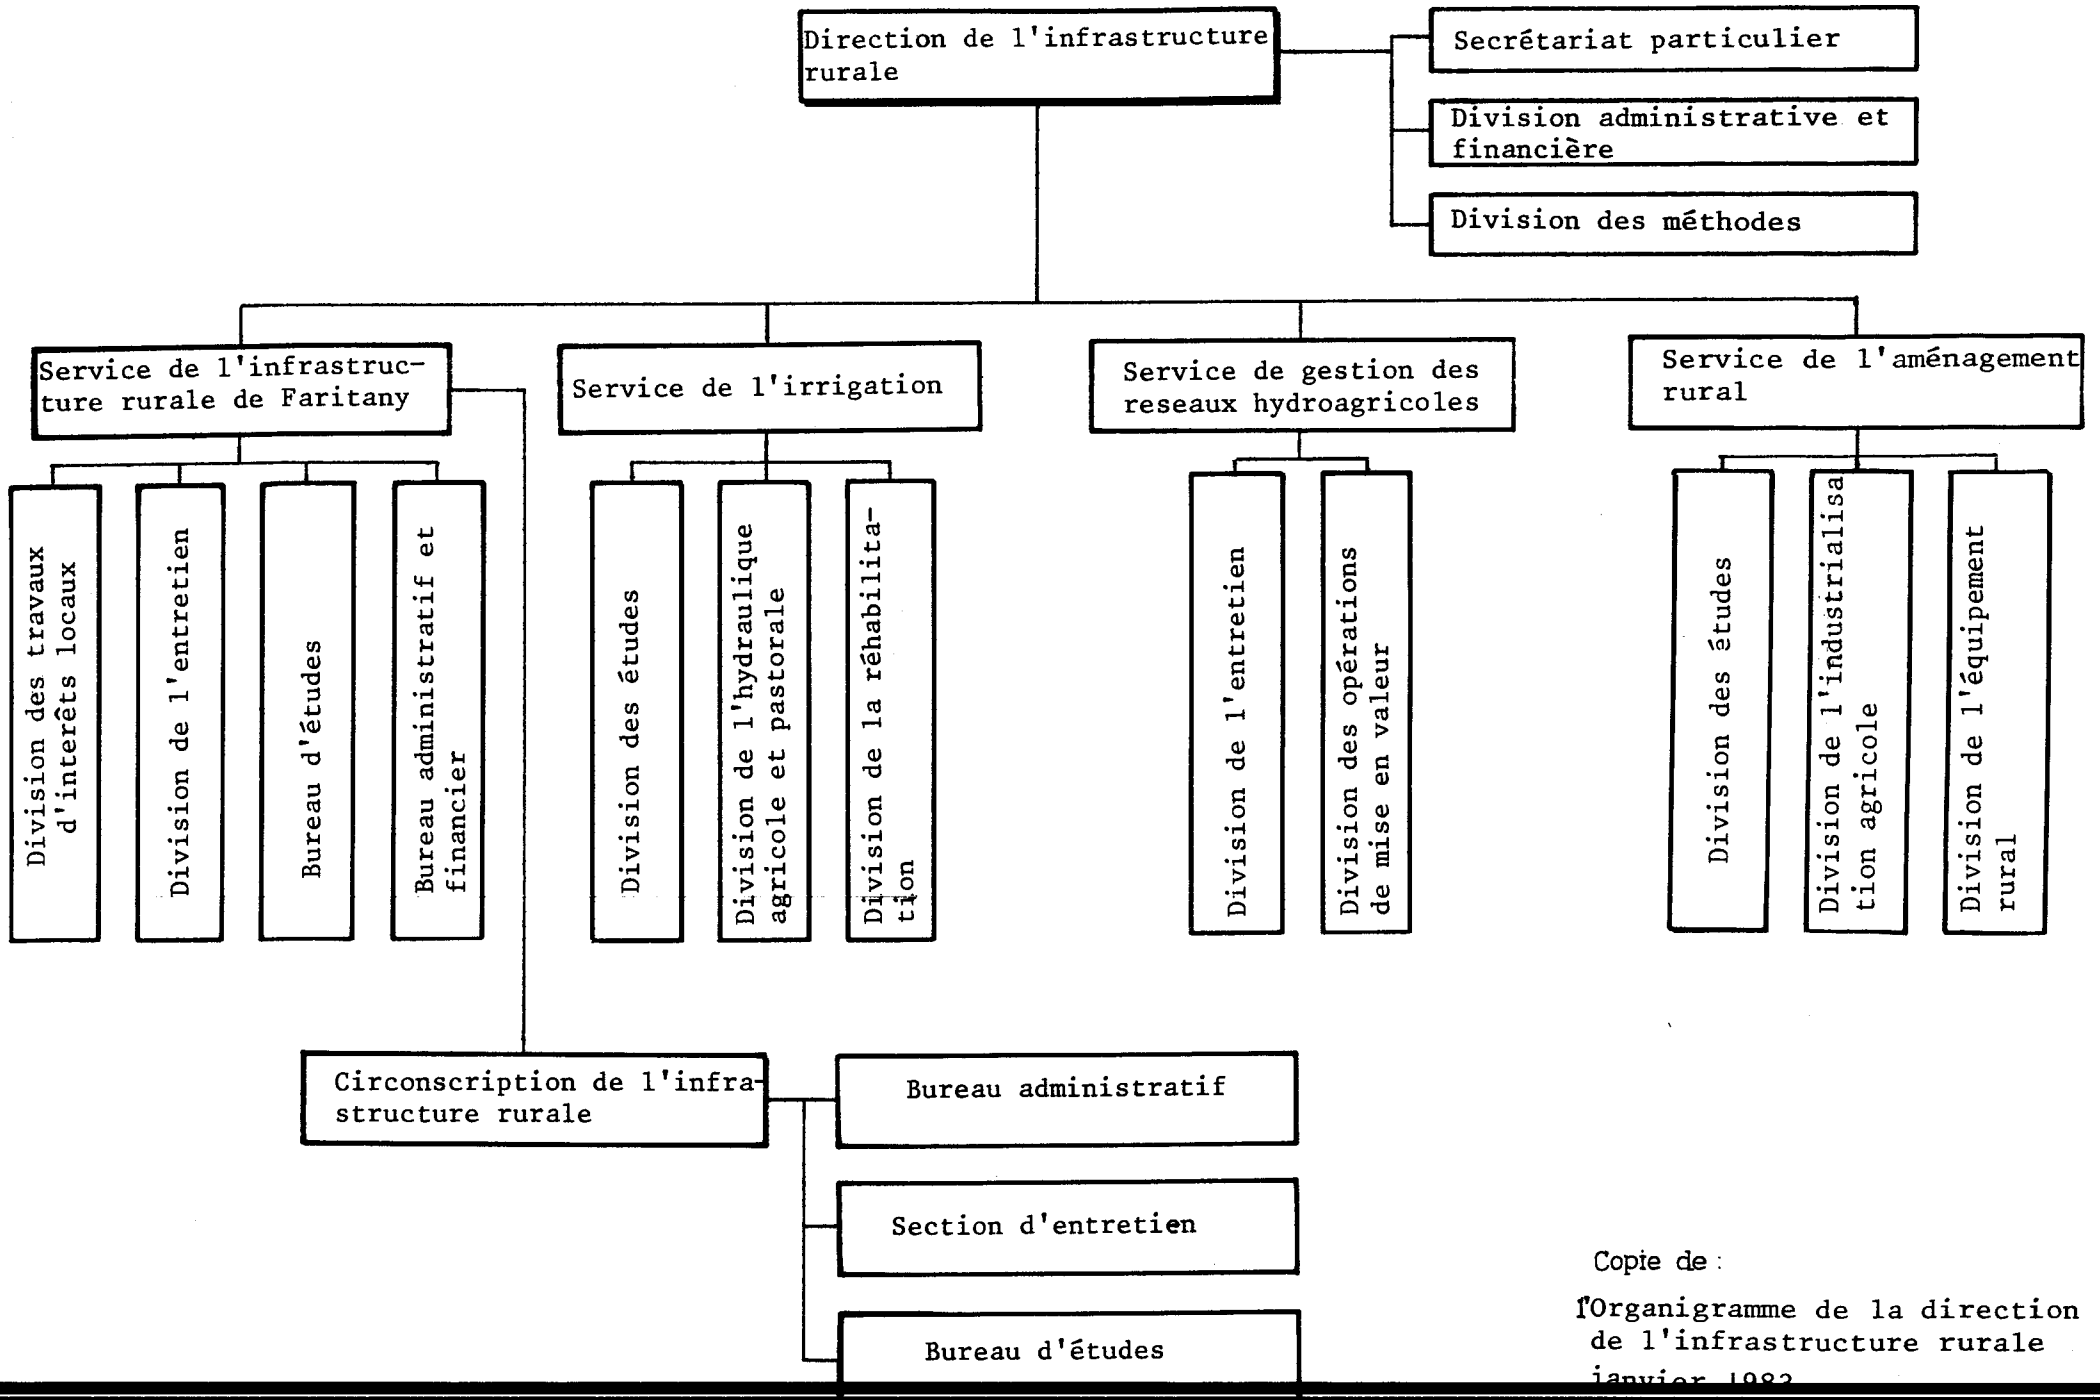 Direction de l'infrastructure
rurale
Secrétariat particulier
Division administrative et
financière
Division des méthodes
Service de l'infrastruc-
ture rurale de Faritany
Service de l'irrigation
Service de gestion des
reseaux hydroagricoles
Service de l'aménagement
rural
Division des travaux
d'interêts locaux
Division de l'entretien
Bureau d'études
Bureau administratif et
financier
Division des études
Division de l'hydraulique
agricole et pastorale
Division de la réhabilita-
tion
Division de l'entretien
Division des opérations
de mise en valeur
Division des études
Division de l'industrialisa
tion agricole
Division de l'équipement
rural
Circonscription de l'infra-
structure rurale
Bureau administratif
Section d'entretien
Bureau d'études
Copie de :
l'Organigramme de la direction
de l'infrastructure rurale
janvier